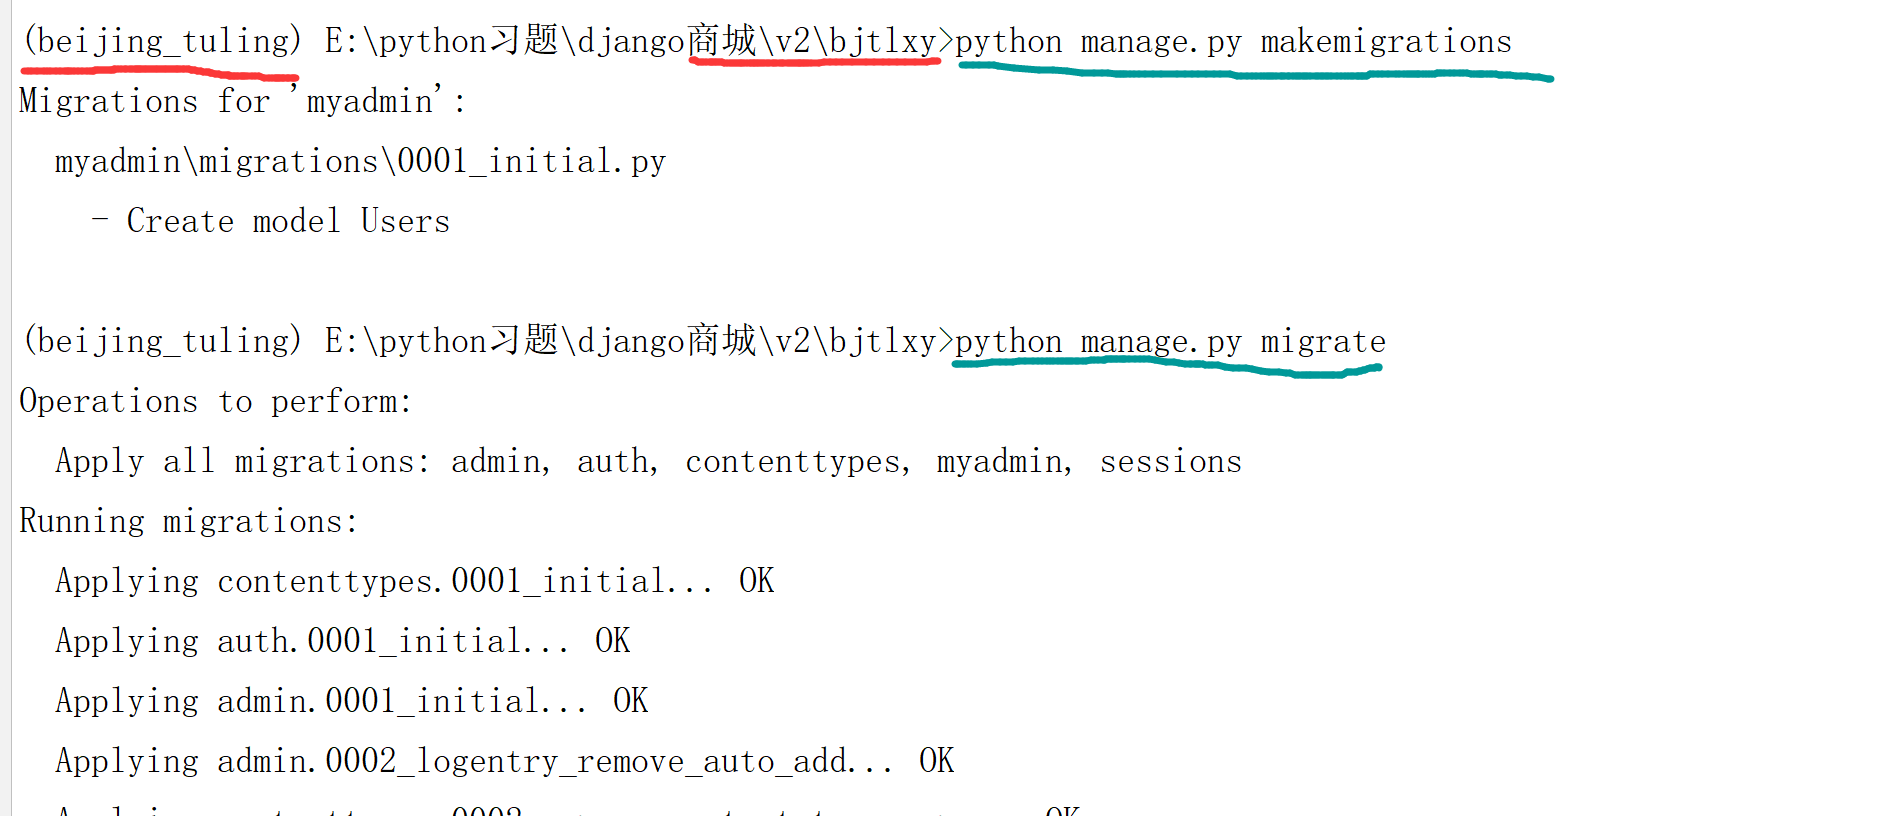 (beijing_tuling) E:\python习题\django商城\v2\bjtlxy>python manage.py makemigrations
Migrations for 'myadmin':
  myadmin\migrations\0001_initial.py
    - Create model Users
(beijing_tuling) E:\python习题\django商城\v2\bjtlxy>python manage.py migrate
Operations to perform:
  Apply all migrations: admin, auth, contenttypes, myadmin, sessions
Running migrations:
  Applying contenttypes.0001_initial... OK
  Applying auth.0001_initial... OK
  Applying admin.0001_initial... OK
  Applying admin.0002_logentry_remove_auto_add... OK